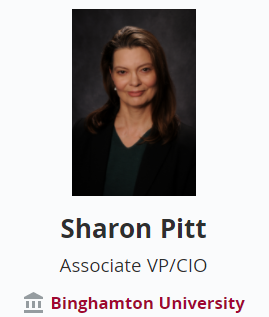 Sharon Pitt
Associate VP/CIO
Binghamton University